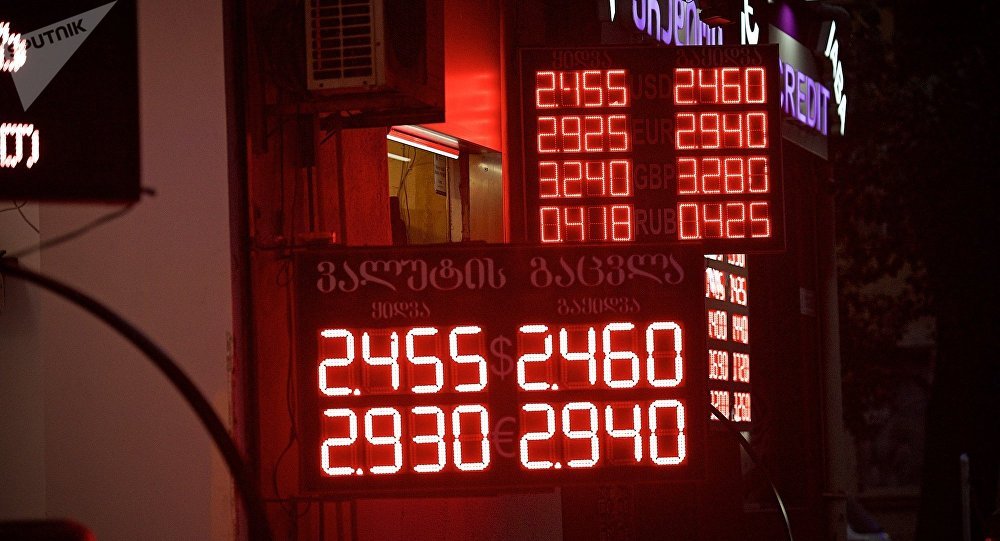 SPUTNIK
CREDIT
ყიდვა გაყიდვა
2.455 USD 2.460
2.925 EUR 2.940
3.240 GBP 3.280
0.418 RUB 0.425
ვალუტის გაცვლა
ყიდვა გაყიდვა
2.455 $ 2.460
2.930 € 2.940